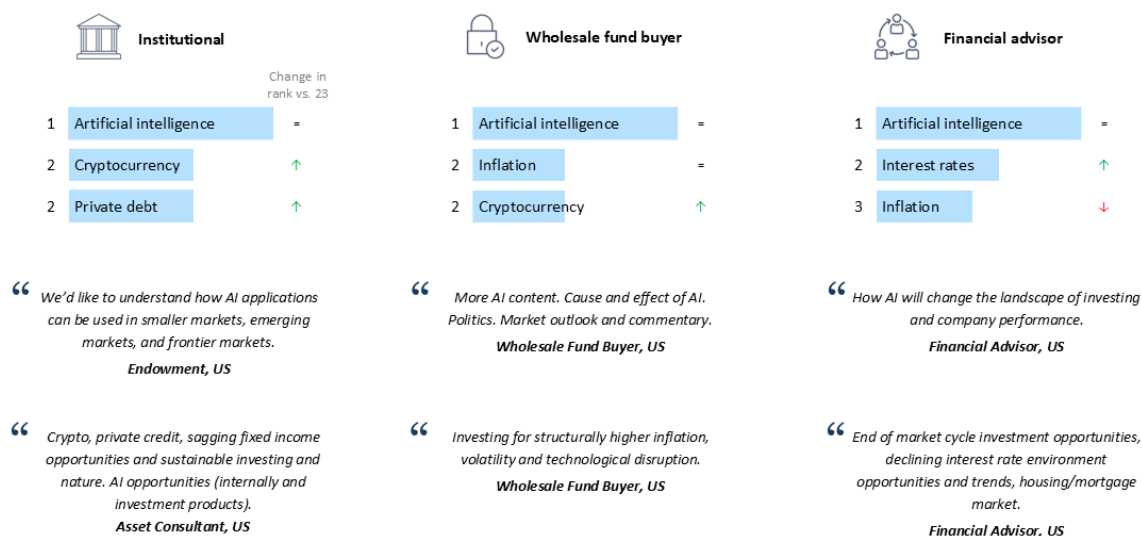 Institutional
Change in
rank vs. 23
1 Artificial intelligence =
2 Cryptocurrency ↑
2 Private debt ↑
“ We’d like to understand how AI applications
can be used in smaller markets, emerging
markets, and frontier markets.
Endowment, US
“ Crypto, private credit, sagging fixed income
opportunities and sustainable investing and
nature. AI opportunities (internally and
investment products).
Asset Consultant, US
Wholesale fund buyer
1 Artificial intelligence =
2 Inflation =
2 Cryptocurrency ↑
“ More AI content. Cause and effect of AI.
Politics. Market outlook and commentary.
Wholesale Fund Buyer, US
“ Investing for structurally higher inflation,
volatility and technological disruption.
Wholesale Fund Buyer, US
Financial advisor
1 Artificial intelligence =
2 Interest rates ↑
3 Inflation ↓
“ How AI will change the landscape of investing
and company performance.
Financial Advisor, US
“ End of market cycle investment opportunities,
declining interest rate environment
opportunities and trends, housing/mortgage
market.
Financial Advisor, US